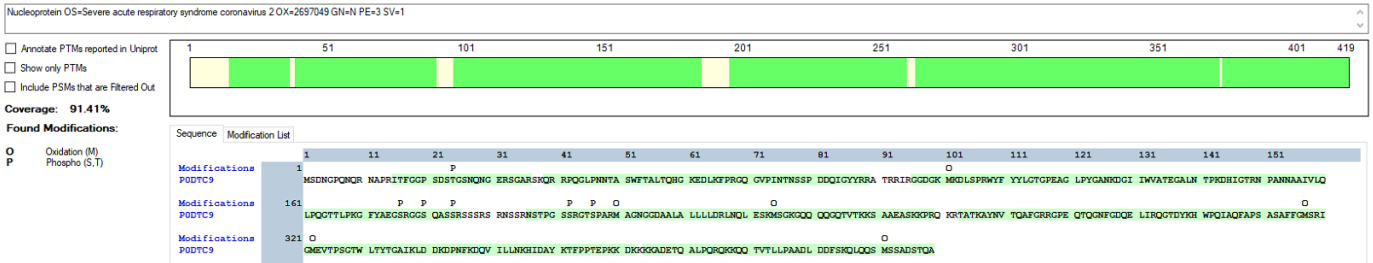 Nucleoprotein OS=Severe acute respiratory syndrome coronavirus 2 OX=2697049 GN=N PE=3 SV=1
Annotate PTMs reported in Uniprot
Show only PTMs
Include PSMs that are Filtered Out
Coverage: 91.41%
Found Modifications:
O Oxidation (M)
P Phospho (S,T)
1 51 101 151 201 251 301 351 401 419
Sequence Modification List
1 11 21 31 41 51 61 71 81 91 101 111 121 131 141 151
Modifications 1 P O
P0DTC9 MSDNGPQNQR NAPRITFGGP SDSTGSNQNG ERSGARSKQR RPQGLPNNTA SWFTALTQHG KEDLKFPRGQ GVPINTNSSP DDQIGYYRRA TRRIRGGDGK MKDLSPRWYF YYLGTGPEAG LPYGANKDGI IWVATEGALN TPKDHIGTRN PANNAAIVLQ
Modifications 161 P P P P P O O O
P0DTC9 LPQGTTLPKG FYAEGSRGGS QASSRSSSRS RNSSRNSTPG SSRGTSPARM AGNGGDAALA LLLLDRLNQL ESKMSGKGQQ QQGQTVTKKS AAEASKKPRQ KRTATKAYNV TQAFGRRGPE QTQGNFGDQE LIRQGTDYKH WPQIAQFAPS ASAFFGMSRI
Modifications 321 O O
P0DTC9 GMEVTPSGTW LTYTGAIKLD DKDPNFKDQV ILLNKHIDAY KTFPPTEPKK DKKKKADETQ ALPQRQKKQQ TVTLLPAADL DDFSKQLQQS MSSADSTQA